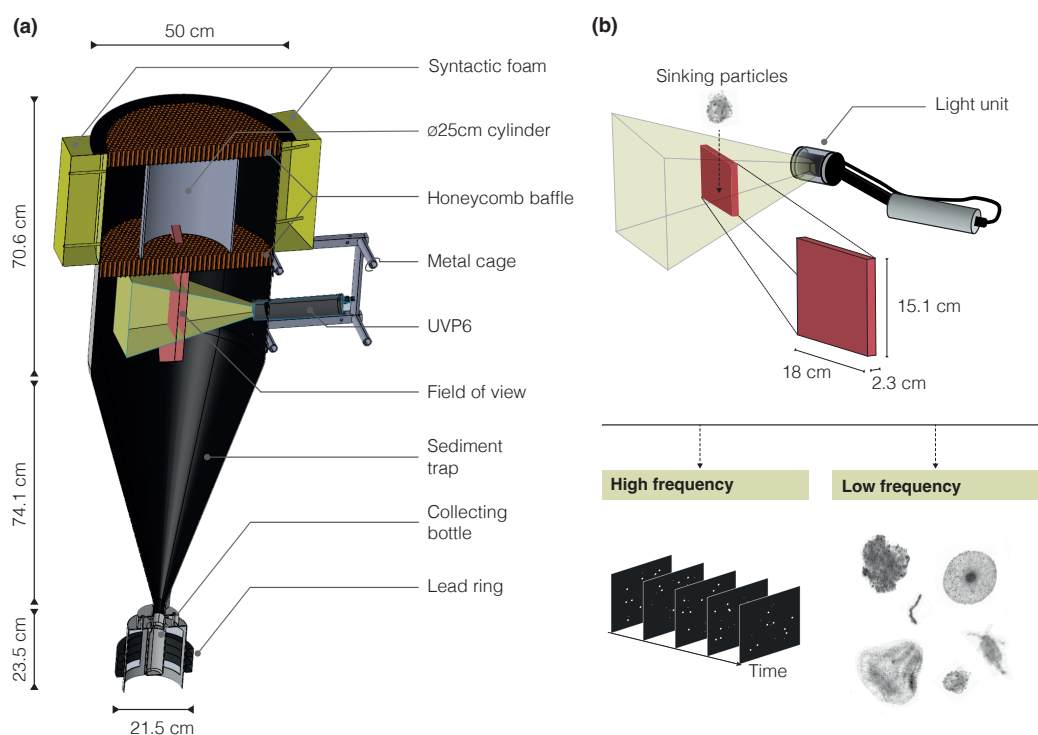 (a)
50 cm
Syntactic foam
ø25cm cylinder
Honeycomb baffle
Metal cage
UVP6
Field of view
Sediment
trap
Collecting
bottle
Lead ring
70.6 cm
74.1 cm
23.5 cm
21.5 cm
(b)
Sinking particles
Light unit
15.1 cm
18 cm
2.3 cm
High frequency
Low frequency
Time